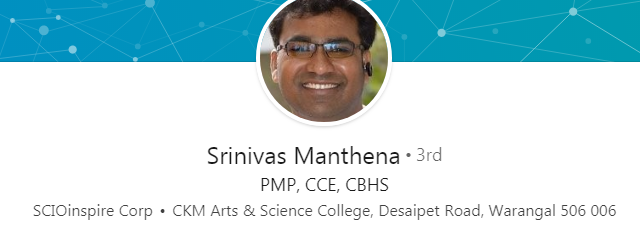 Srinivas Manthena • 3rd
PMP, CCE, CBHS
SCIOinspire Corp • CKM Arts & Science College, Desaipet Road, Warangal 506 006